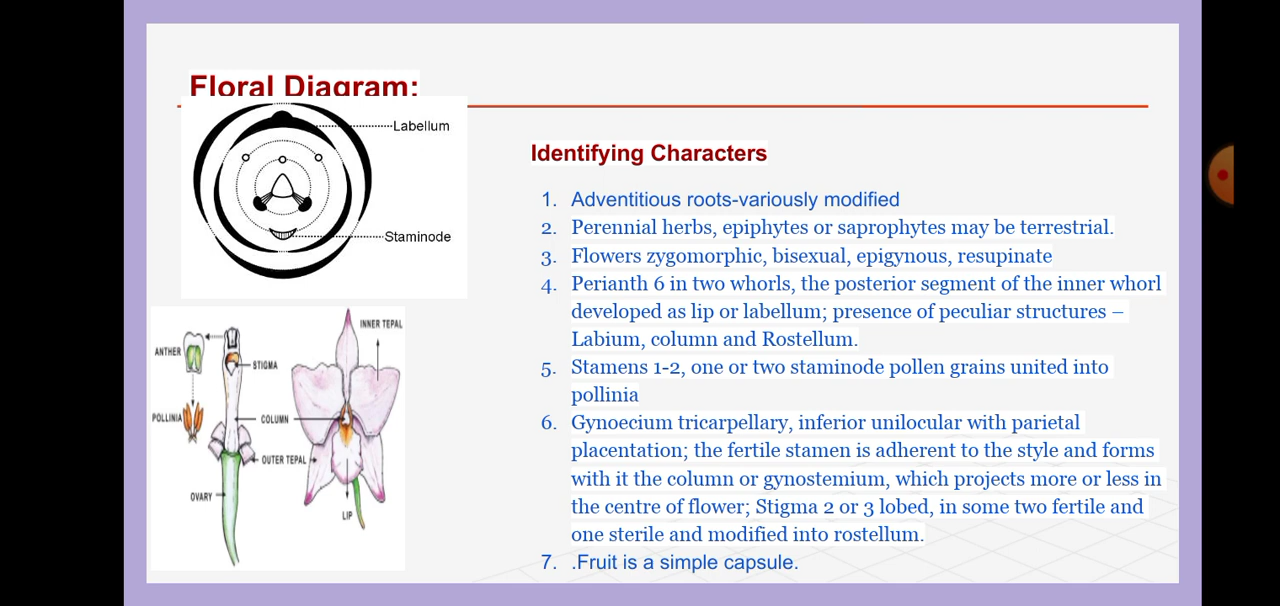 Floral Diagram:
Labellum
Staminode
ANTHER
STIGMA
POLLINIA
COLUMN
OUTER TEPAL
OVARY
INNER TEPAL
LIP
Identifying Characters
1. Adventitious roots-variously modified
2. Perennial herbs, epiphytes or saprophytes may be terrestrial.
3. Flowers zygomorphic, bisexual, epigynous, resupinate
4. Perianth 6 in two whorls, the posterior segment of the inner whorl
developed as lip or labellum; presence of peculiar structures –
Labium, column and Rostellum.
5. Stamens 1-2, one or two staminode pollen grains united into
pollinia
6. Gynoecium tricarpellary, inferior unilocular with parietal
placentation; the fertile stamen is adherent to the style and forms
with it the column or gynostemium, which projects more or less in
the centre of flower; Stigma 2 or 3 lobed, in some two fertile and
one sterile and modified into rostellum.
7. .Fruit is a simple capsule.